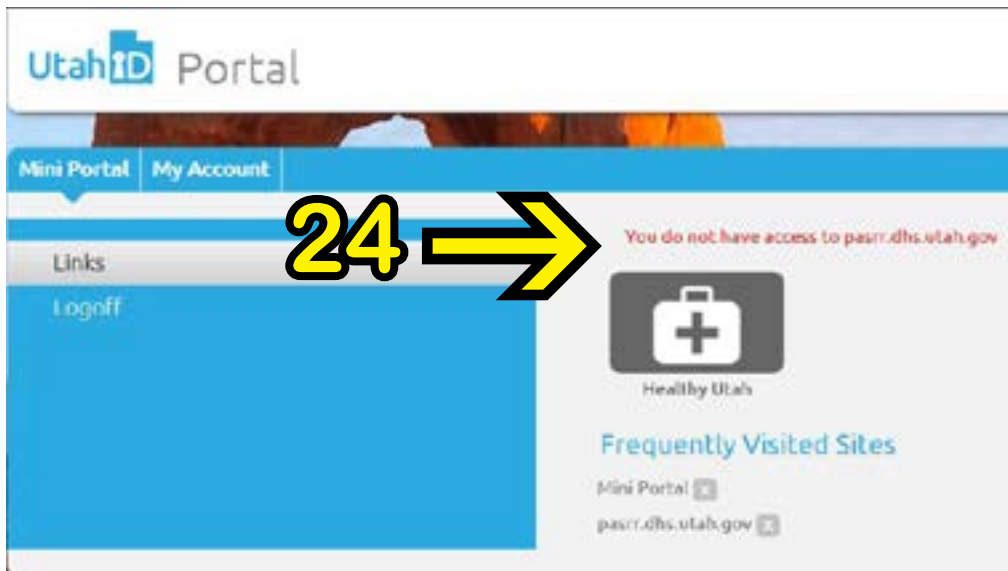 UtahID Portal
Mini Portal My Account
24
You do not have access to pasrr.dhs.utah.gov
Links
Logoff
Healthy Utah
Frequently Visited Sites
Mini Portal x
pasrr.dhs.utah.gov x